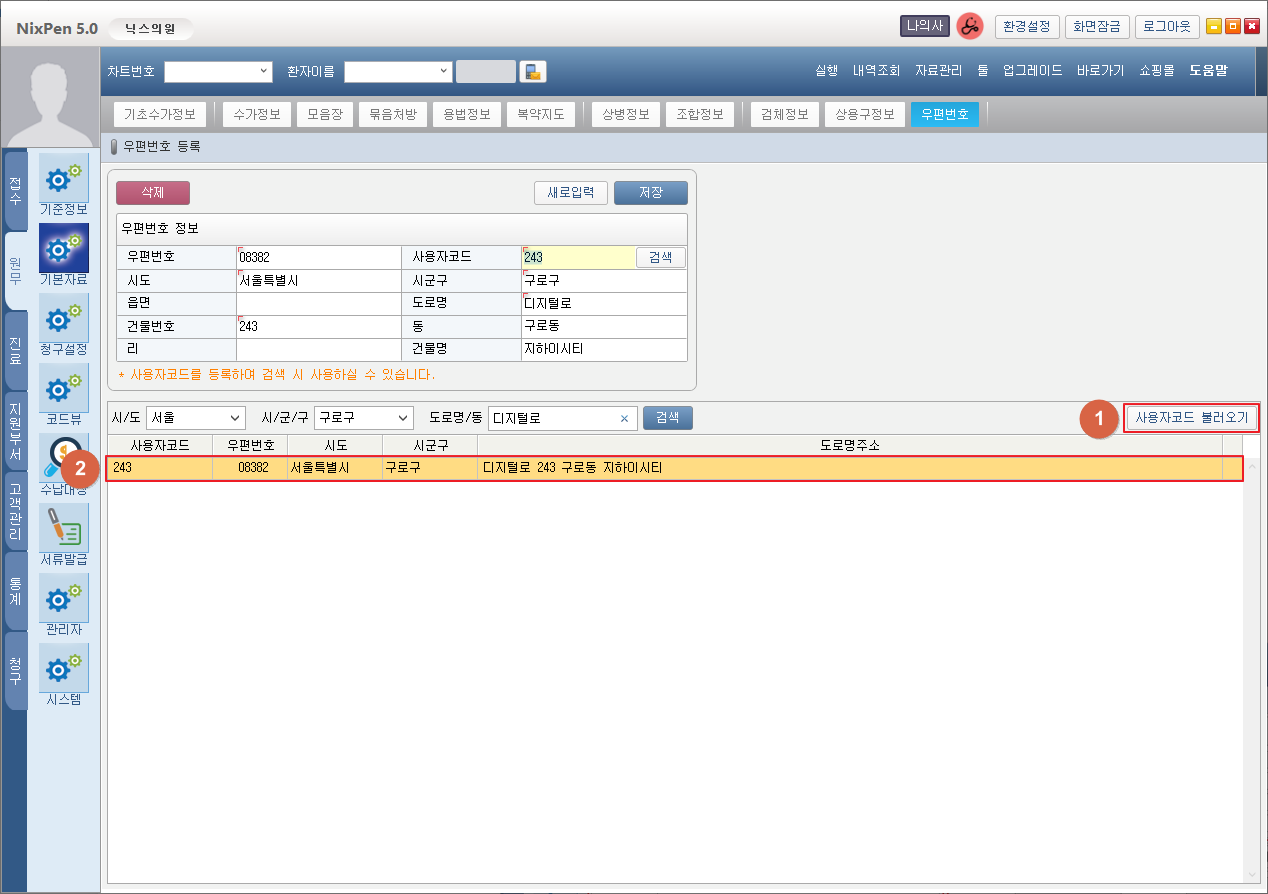 NixPen 5.0 닉스의원 나의사 환경설정 화면잠금 로그아웃
차트번호 환자이름 실행 내역조회 자료관리 툴 업그레이드 바로가기 쇼핑몰 도움말
기초수가정보 수가정보 모음장 묶음처방 용법정보 복약지도 상병정보 조합정보 검체정보 상용구정보 우편번호
우편번호 등록
접수
원무
진료
지원부서
고객관리
통계
청구
기준정보
기본자료
청구설정
코드뷰
수납대장
서류발급
관리자
시스템
삭제 새로입력 저장
우편번호 정보
우편번호 08382 사용자코드 243 검색
시도 서울특별시 시군구 구로구
읍면 도로명 디지털로
건물번호 243 동 구로동
리 건물명 지하이시티
* 사용자코드를 등록하여 검색 시 사용하실 수 있습니다.
시/도 서울 시/군/구 구로구 도로명/동 디지털로 × 검색 1 사용자코드 불러오기
사용자코드 우편번호 시도 시군구 도로명주소
2 243 08382 서울특별시 구로구 디지털로 243 구로동 지하이시티